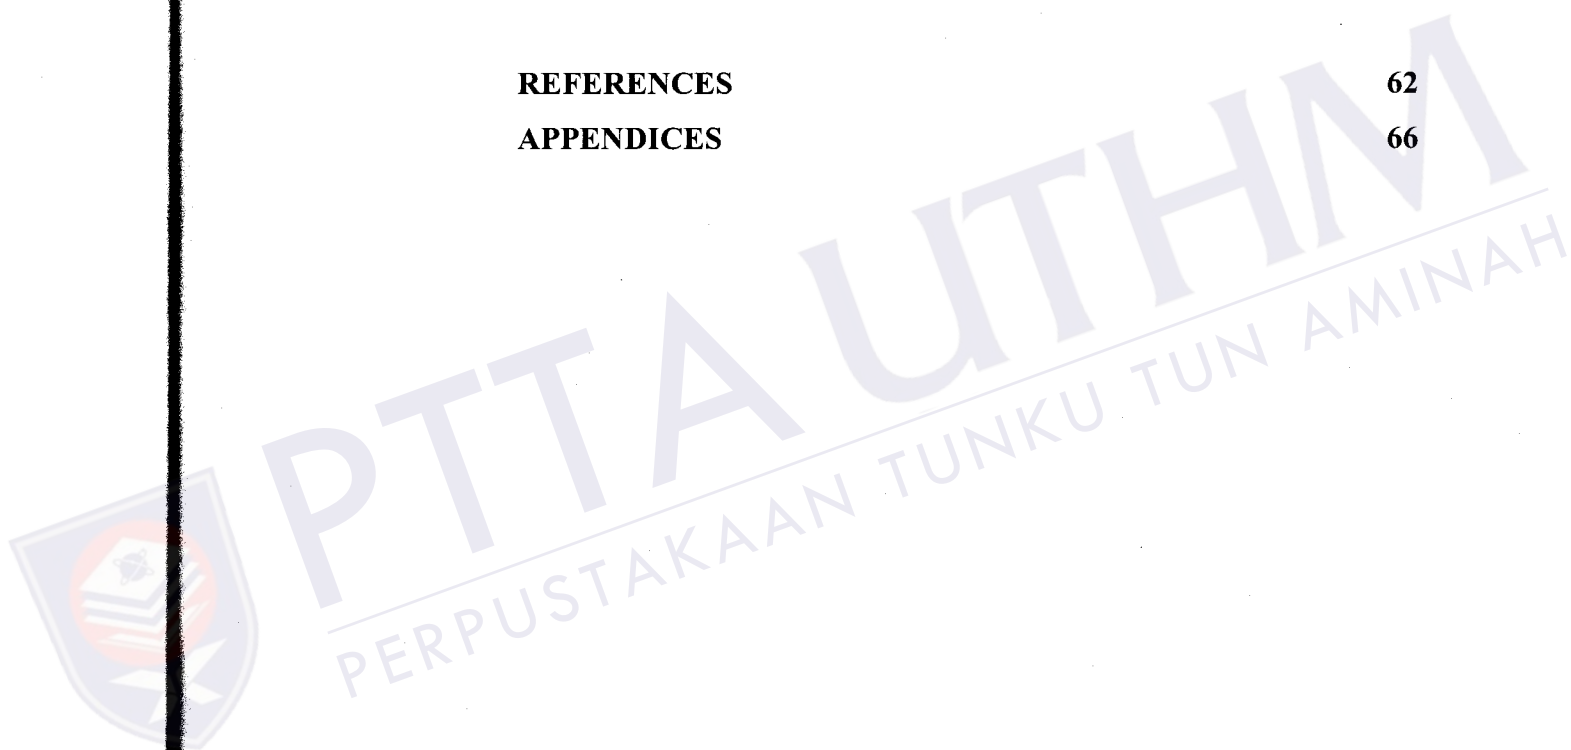 REFERENCES 62
APPENDICES 66
PTTA UTHM
PERPUSTAKAAN TUNKU TUN AMINAH